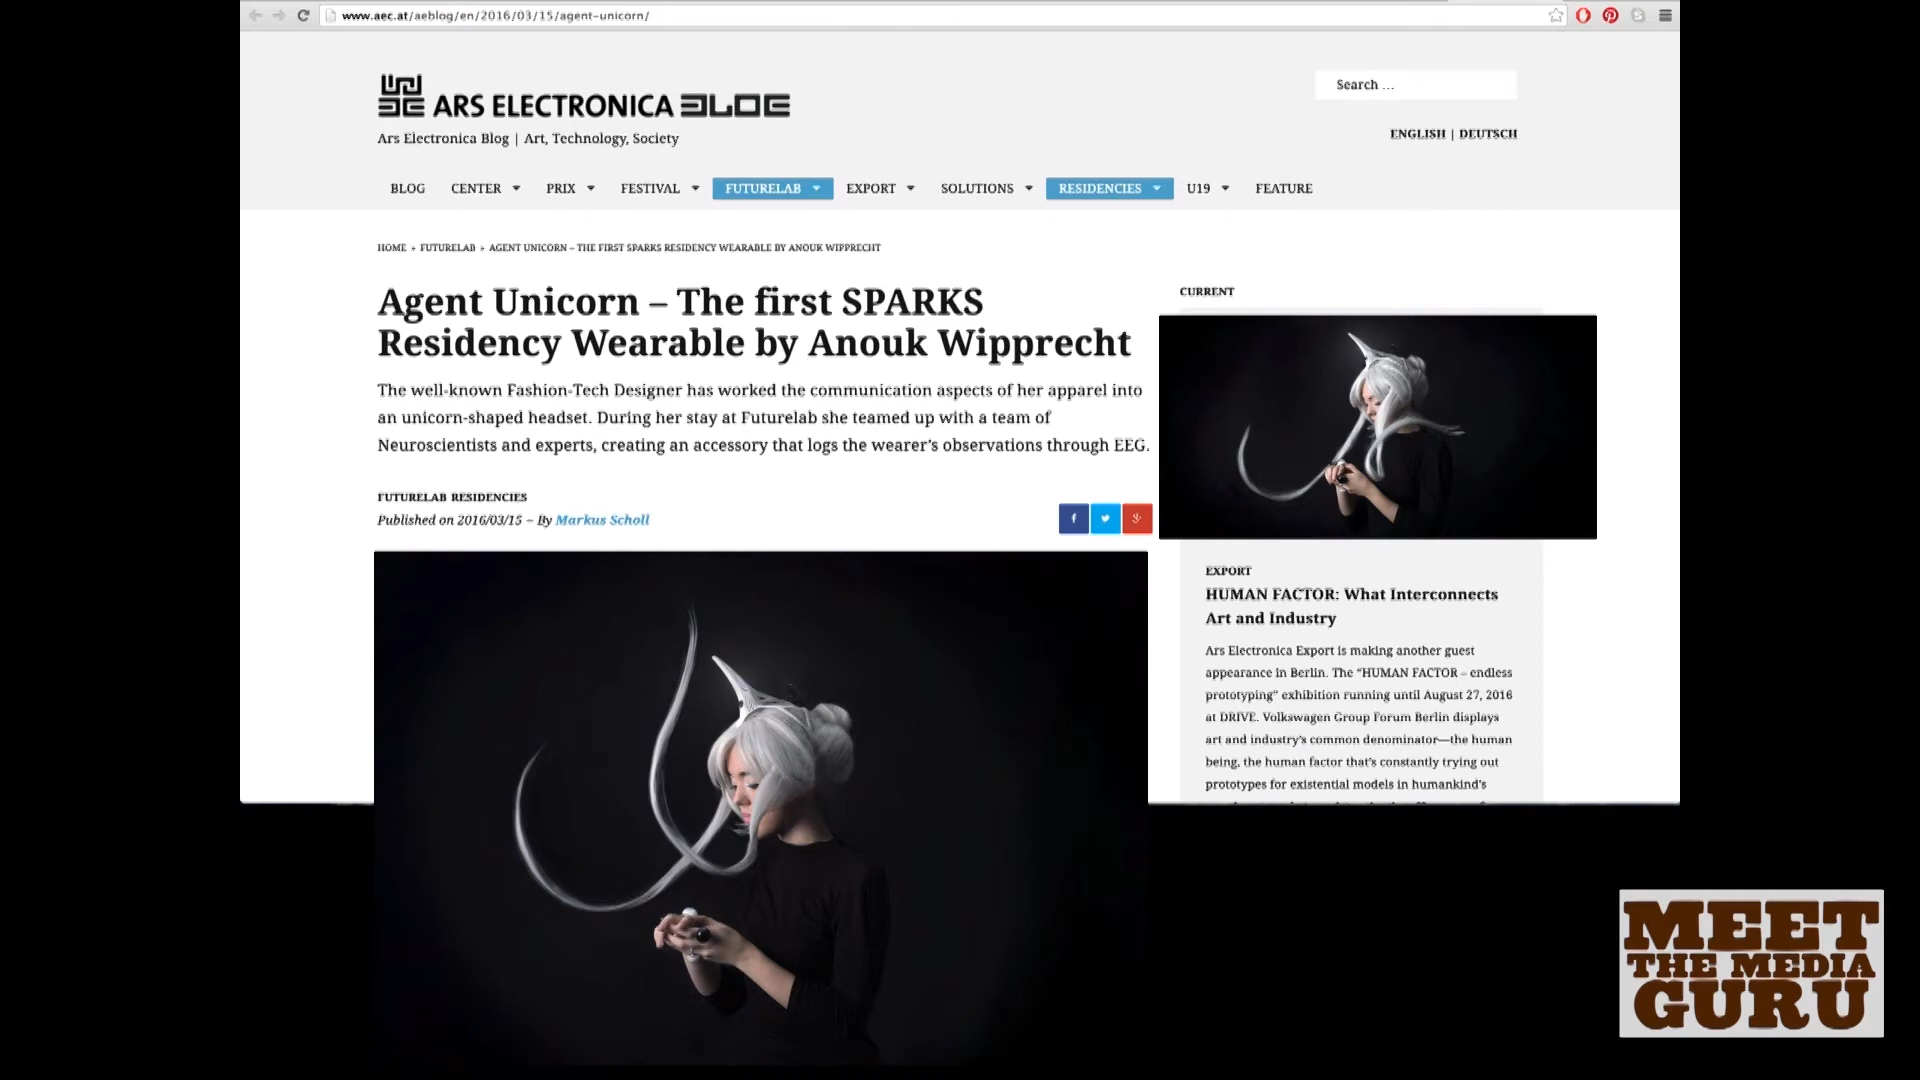 www.aec.at/aeblog/en/2016/03/15/agent-unicorn/
ARS ELECTRONICA BLOG
Search ...
Ars Electronica Blog | Art, Technology, Society
ENGLISH | DEUTSCH
BLOG CENTER PRIX FESTIVAL FUTURELAB EXPORT SOLUTIONS RESIDENCIES U19 FEATURE
HOME » FUTURELAB » AGENT UNICORN – THE FIRST SPARKS RESIDENCY WEARABLE BY ANOUK WIPPRECHT
Agent Unicorn – The first SPARKS
Residency Wearable by Anouk Wipprecht
The well-known Fashion-Tech Designer has worked the communication aspects of her apparel into
an unicorn-shaped headset. During her stay at Futurelab she teamed up with a team of
Neuroscientists and experts, creating an accessory that logs the wearer's observations through EEG.
FUTURELAB RESIDENCIES
Published on 2016/03/15 – By Markus Scholl
f
g+
CURRENT
EXPORT
HUMAN FACTOR: What Interconnects
Art and Industry
Ars Electronica Export is making another guest
appearance in Berlin. The “HUMAN FACTOR – endless
prototyping” exhibition running until August 27, 2016
at DRIVE. Volkswagen Group Forum Berlin displays
art and industry's common denominator—the human
being, the human factor that's constantly trying out
prototypes for existential models in humankind's
MEET
THE MEDIA
GURU